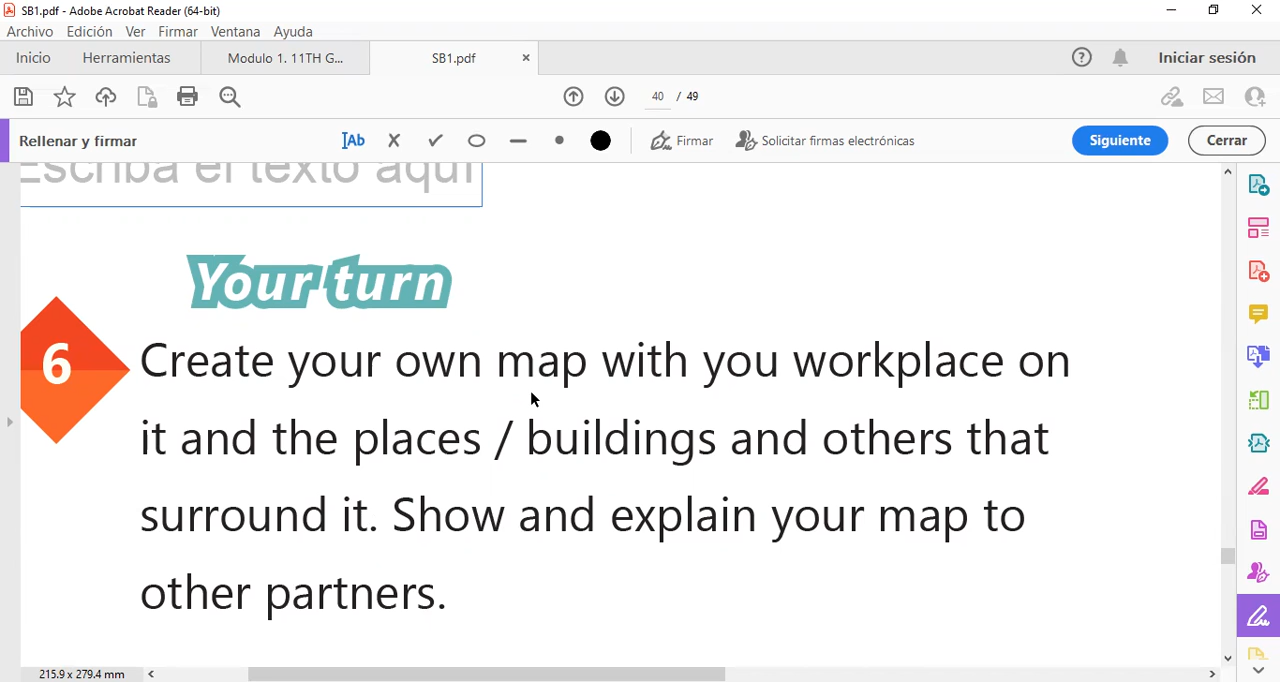 SB1.pdf - Adobe Acrobat Reader (64-bit)
Archivo Edición Ver Firmar Ventana Ayuda
Inicio Herramientas Modulo 1. 11TH G... SB1.pdf × Iniciar sesión
40 / 49
Rellenar y firmar Ab Firmar Solicitar firmas electrónicas Siguiente Cerrar
Escriba el texto aquí
Your turn
6
Create your own map with you workplace on
it and the places / buildings and others that
surround it. Show and explain your map to
other partners.
215.9 x 279.4 mm